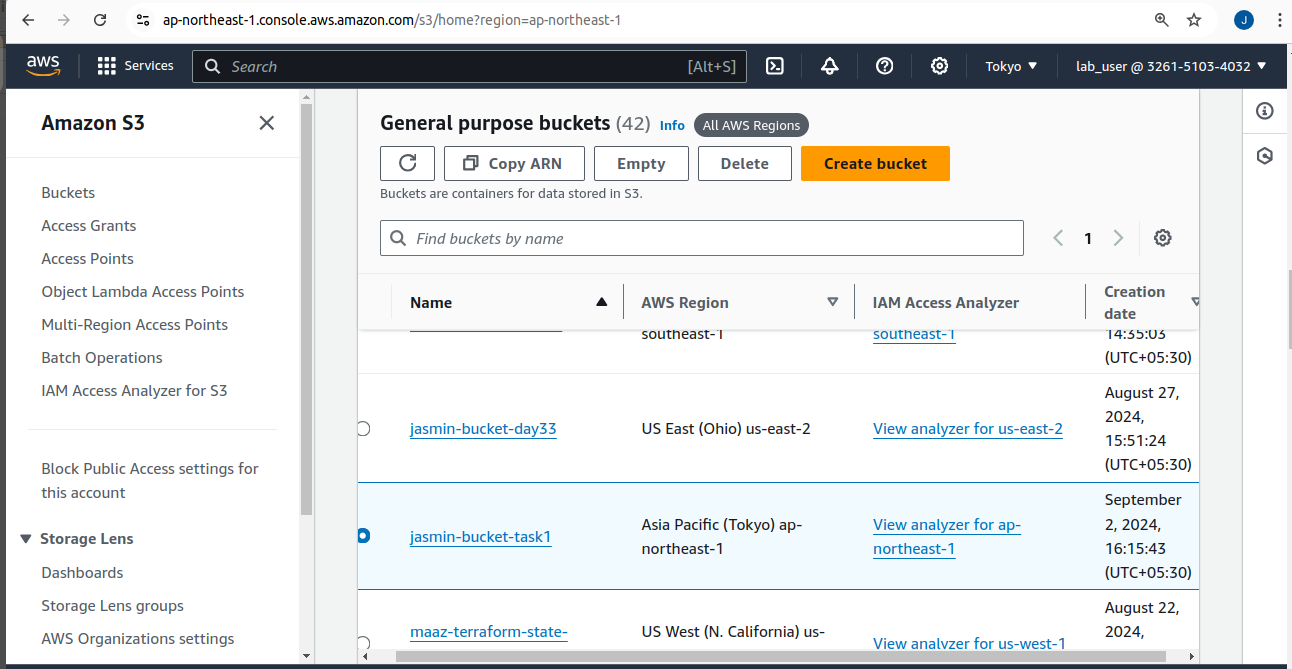 ap-northeast-1.console.aws.amazon.com/s3/home?region=ap-northeast-1
J
aws
Services
Search
[Alt+S]
Tokyo
lab_user @ 3261-5103-4032
Amazon S3
Buckets
Access Grants
Access Points
Object Lambda Access Points
Multi-Region Access Points
Batch Operations
IAM Access Analyzer for S3
Block Public Access settings for
this account
Storage Lens
Dashboards
Storage Lens groups
AWS Organizations settings
General purpose buckets (42) Info All AWS Regions
Copy ARN
Empty
Delete
Create bucket
Buckets are containers for data stored in S3.
Find buckets by name
1
Name
AWS Region
IAM Access Analyzer
Creation
date
southeast-1
southeast-1
14:35:03
(UTC+05:30)
jasmin-bucket-day33
US East (Ohio) us-east-2
View analyzer for us-east-2
August 27,
2024,
15:51:24
(UTC+05:30)
jasmin-bucket-task1
Asia Pacific (Tokyo) ap-
northeast-1
View analyzer for ap-
northeast-1
September
2, 2024,
16:15:43
(UTC+05:30)
maaz-terraform-state-
US West (N. California) us-
View analyzer for us-west-1
August 22,
2024,